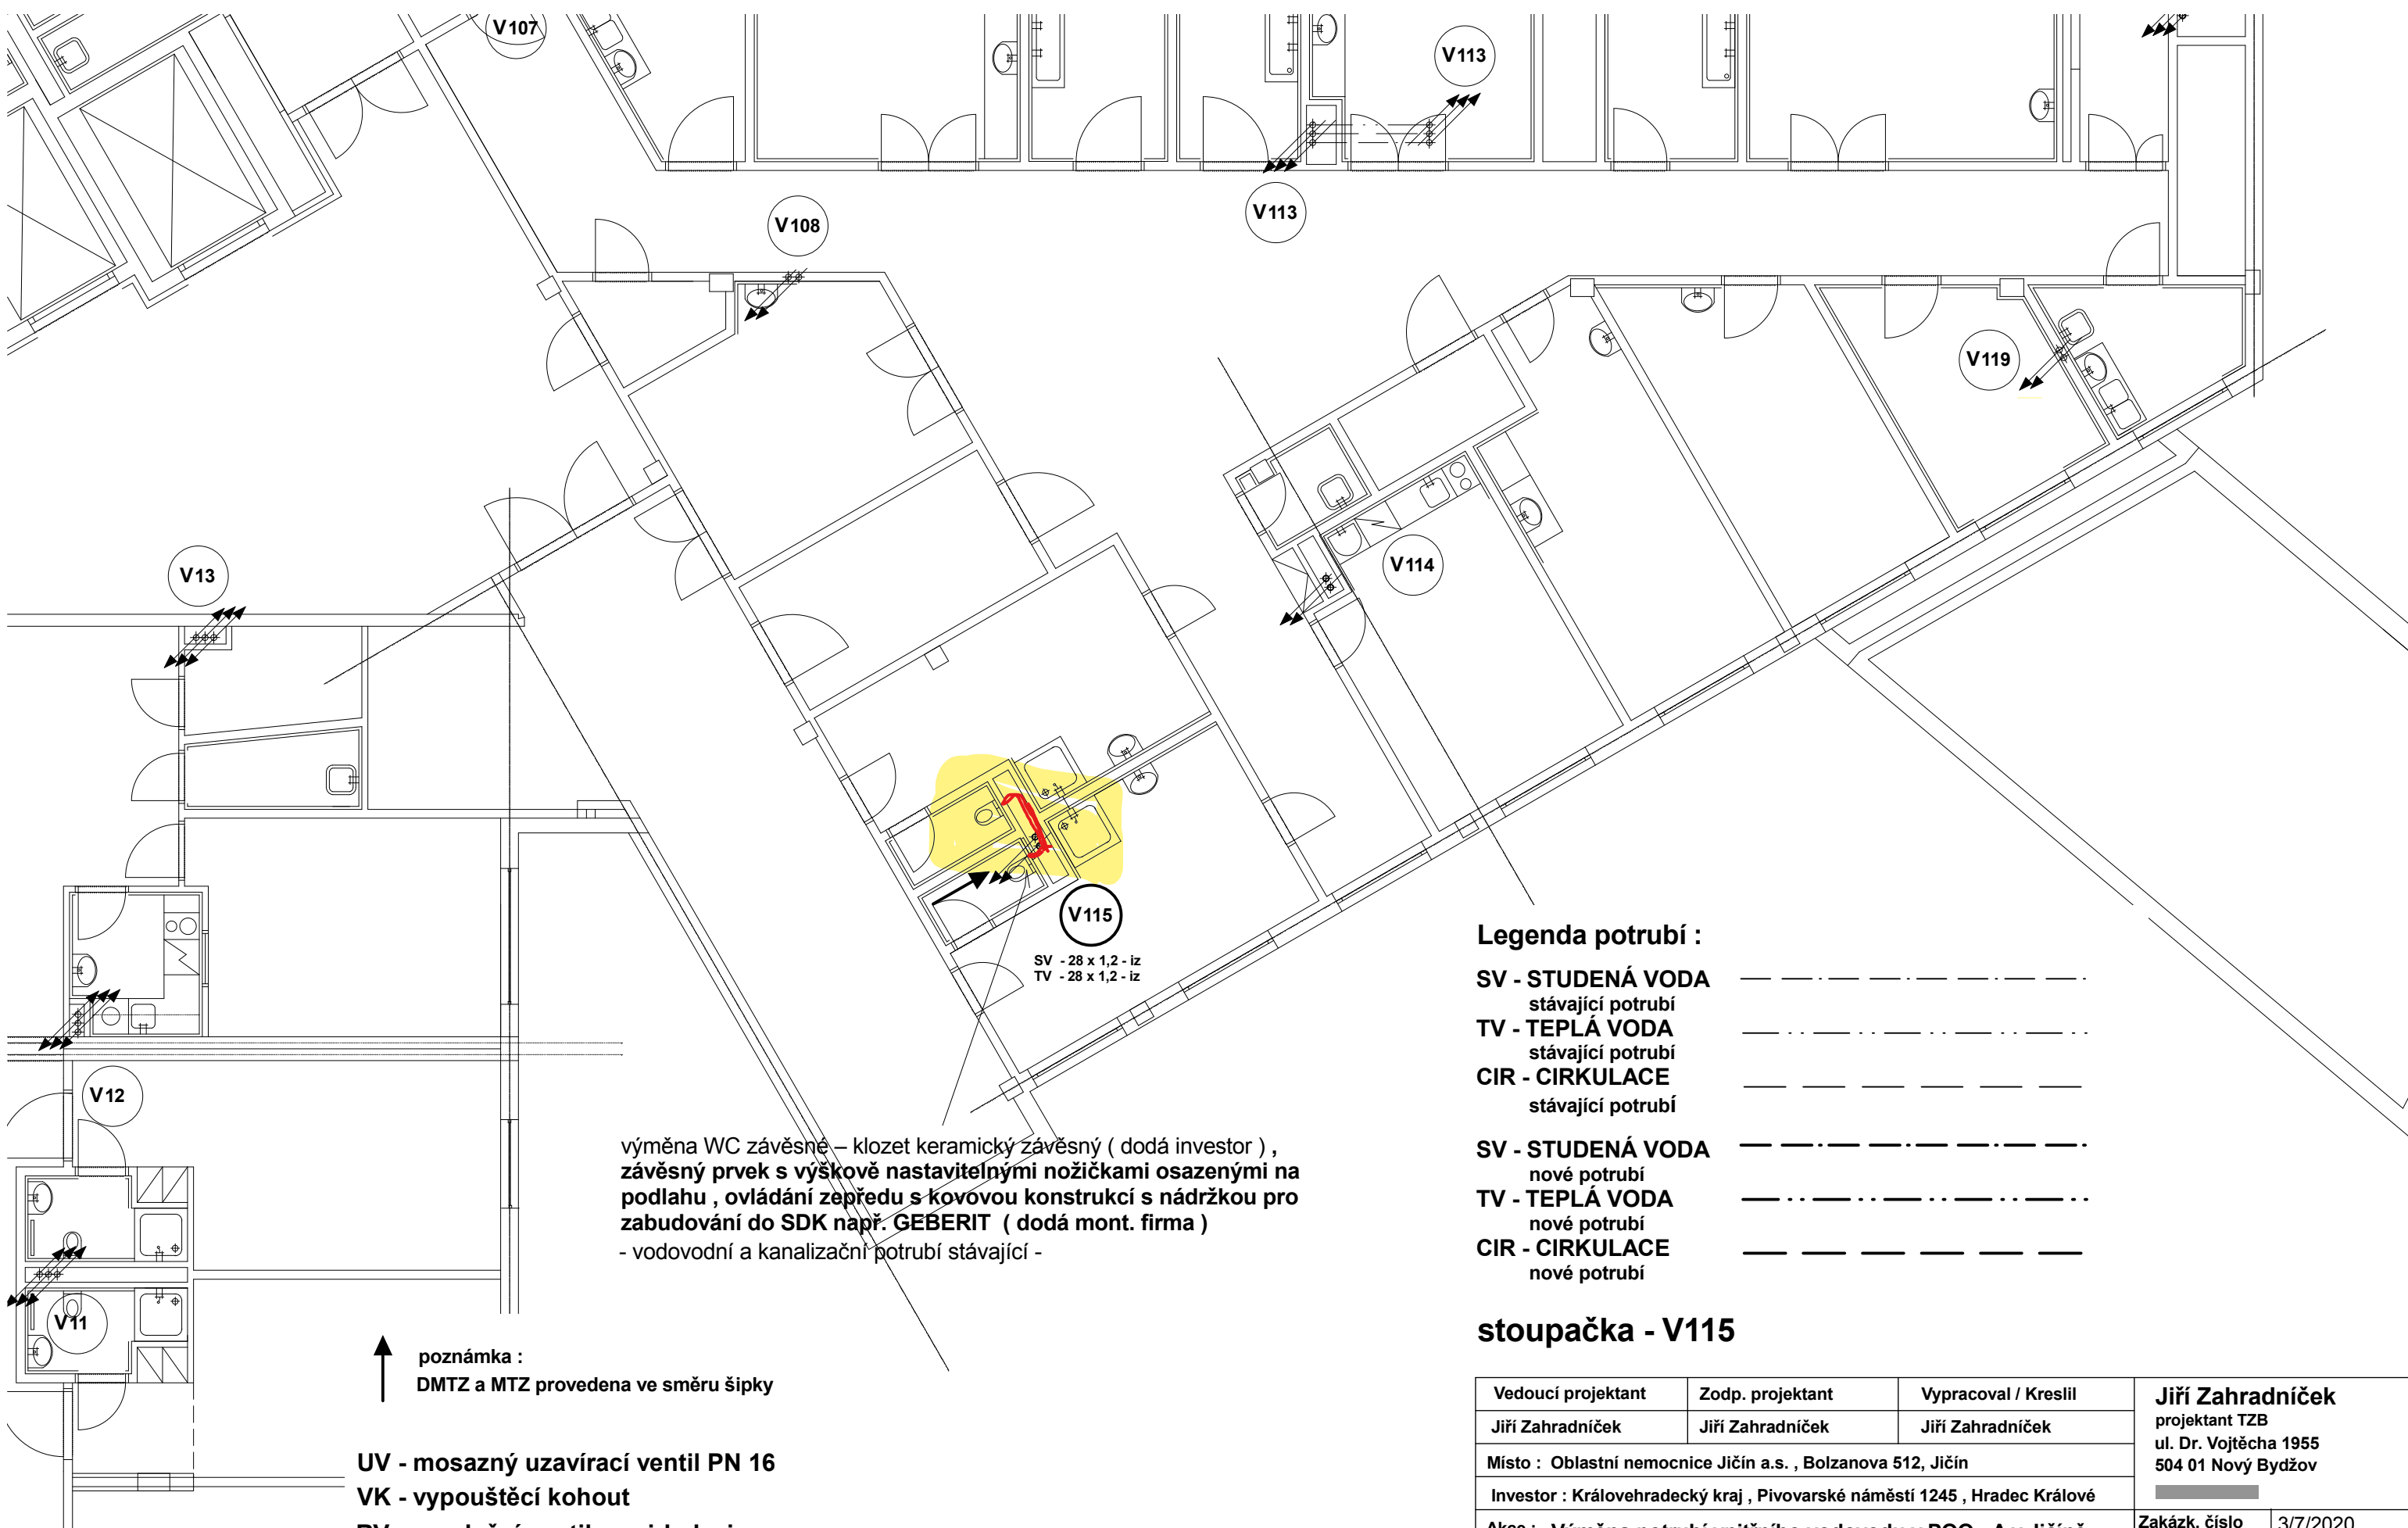 V107
V113
V108
V113
V119
V114
V13
V115
SV - 28 x 1,2 - iz
TV - 28 x 1,2 - iz
V12
V11
výměna WC závěsné – klozet keramický závěsný ( dodá investor ) ,
závěsný prvek s výškově nastavitelnými nožičkami osazenými na
podlahu , ovládání zepředu s kovovou konstrukcí s nádržkou pro
zabudování do SDK např. GEBERIT ( dodá mont. firma )
- vodovodní a kanalizační potrubí stávající -
poznámka :
DMTZ a MTZ provedena ve směru šipky
UV - mosazný uzavírací ventil PN 16
VK - vypouštěcí kohout
Legenda potrubí :
SV - STUDENÁ VODA
stávající potrubí
TV - TEPLÁ VODA
stávající potrubí
CIR - CIRKULACE
stávající potrubí
SV - STUDENÁ VODA
nové potrubí
TV - TEPLÁ VODA
nové potrubí
CIR - CIRKULACE
nové potrubí
stoupačka - V115
Vedoucí projektant
Zodp. projektant
Vypracoval / Kreslil
Jiří Zahradníček
Jiří Zahradníček
Jiří Zahradníček
Místo : Oblastní nemocnice Jičín a.s. , Bolzanova 512, Jičín
Investor : Královehradecký kraj , Pivovarské náměstí 1245 , Hradec Králové
Akce : Výměna potrubí vnitřního vodovodu v
Jiří Zahradníček
projektant TZB
ul. Dr. Vojtěcha 1955
504 01 Nový Bydžov
Zakázk. číslo
3/7/2020